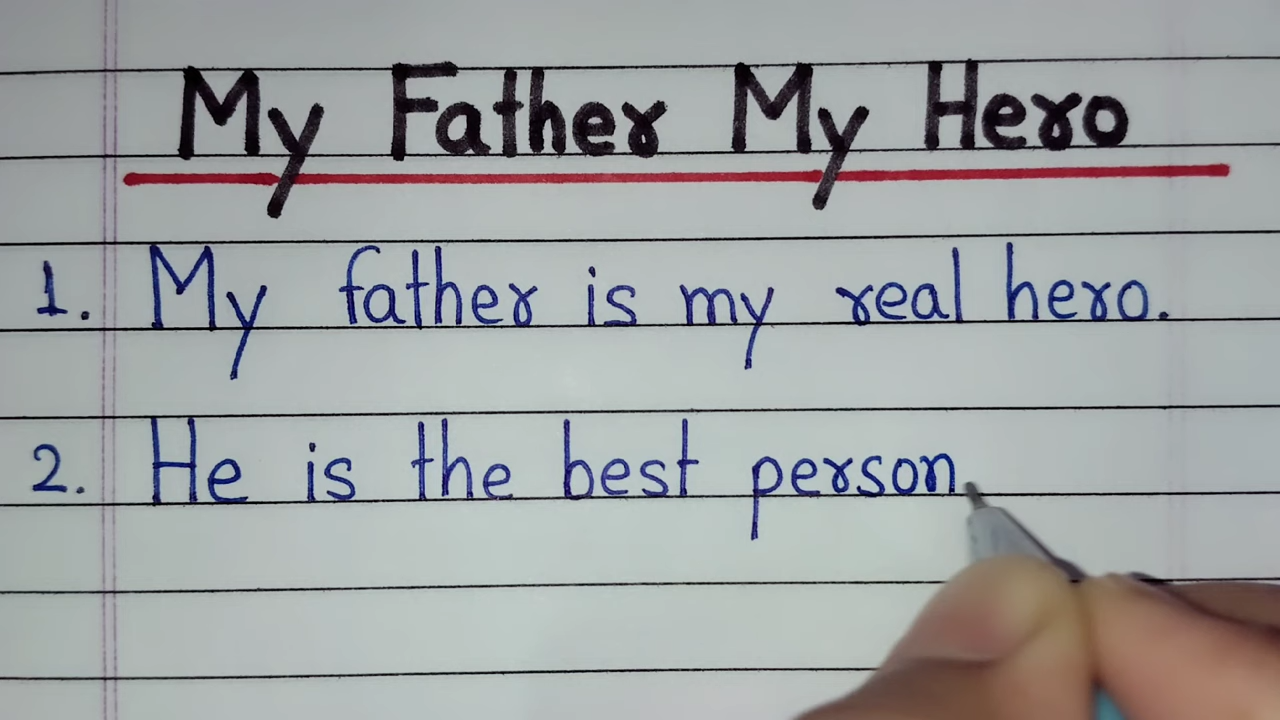 My Father My Hero
1. My father is my real hero.
2. He is the best person